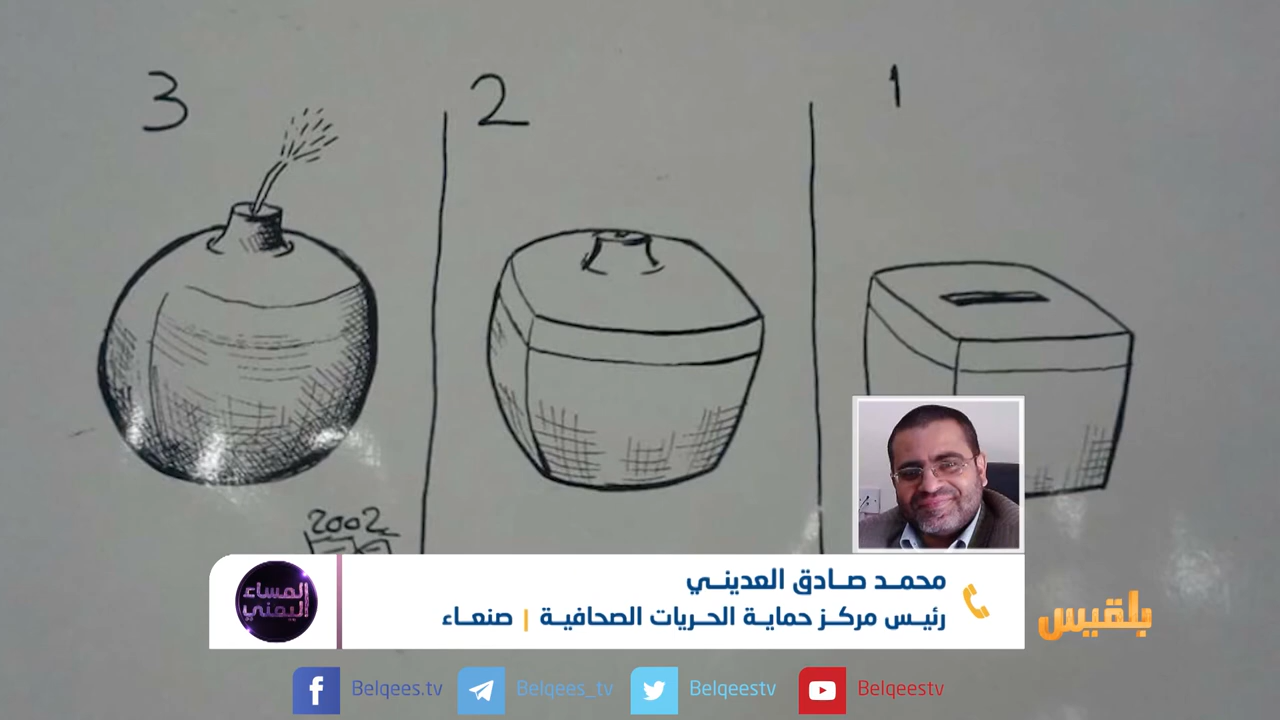 3
2
1
2002
محمد صادق العديني
رئيس مركز حماية الحريات الصحافية | صنعاء
المساء اليمني
بلقيس
Belqees.tv
Belqees_tv
Belqeestv
Belqeestv